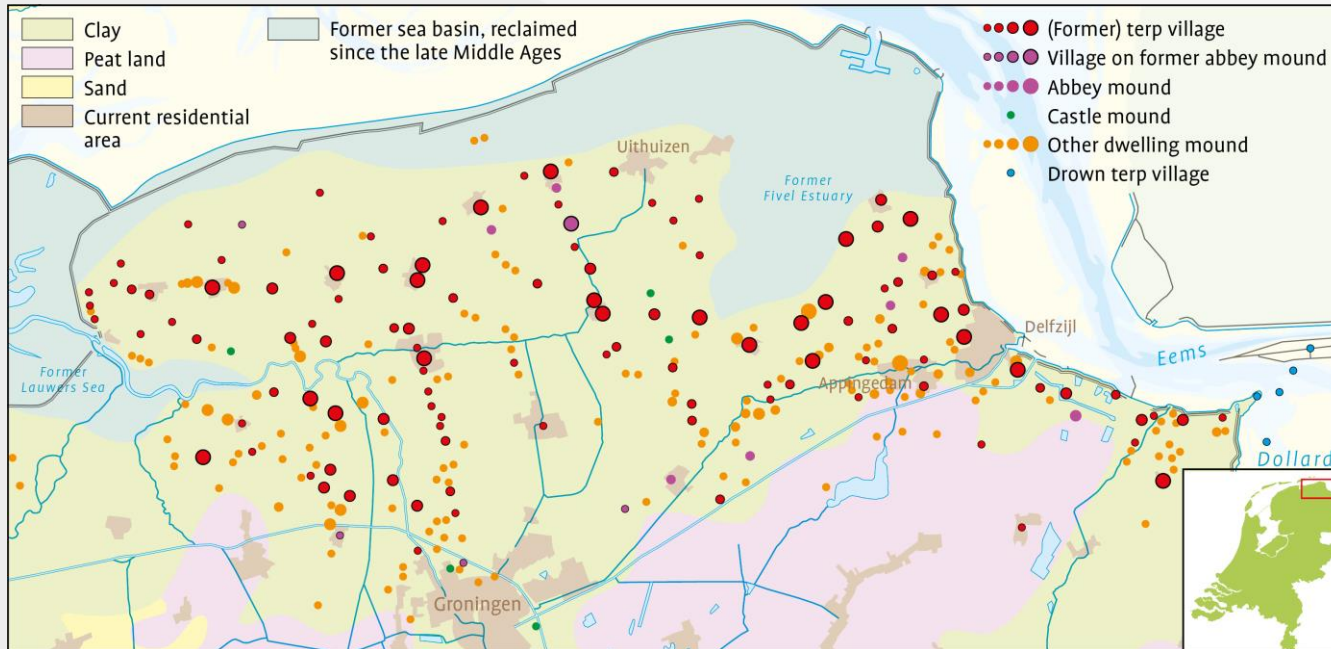 Clay
Peat land
Sand
Current residential
area
Former sea basin, reclaimed
since the late Middle Ages
(Former) terp village
Village on former abbey mound
Abbey mound
Castle mound
Other dwelling mound
Drown terp village
Uithuizen
Former
Fivel Estuary
Delfzijl
Eems
Former
Lauwers Sea
Appingedam
Dollard
Groningen